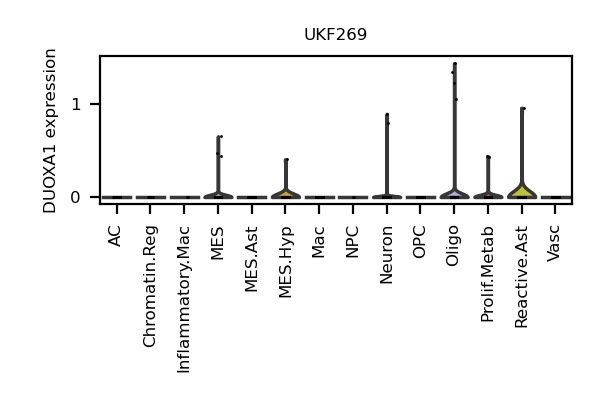 UKF269
DUOXA1 expression
1
0
AC
Chromatin.Reg
Inflammatory.Mac
MES
MES.Ast
MES.Hyp
Mac
NPC
Neuron
OPC
Oligo
Prolif.Metab
Reactive.Ast
Vasc